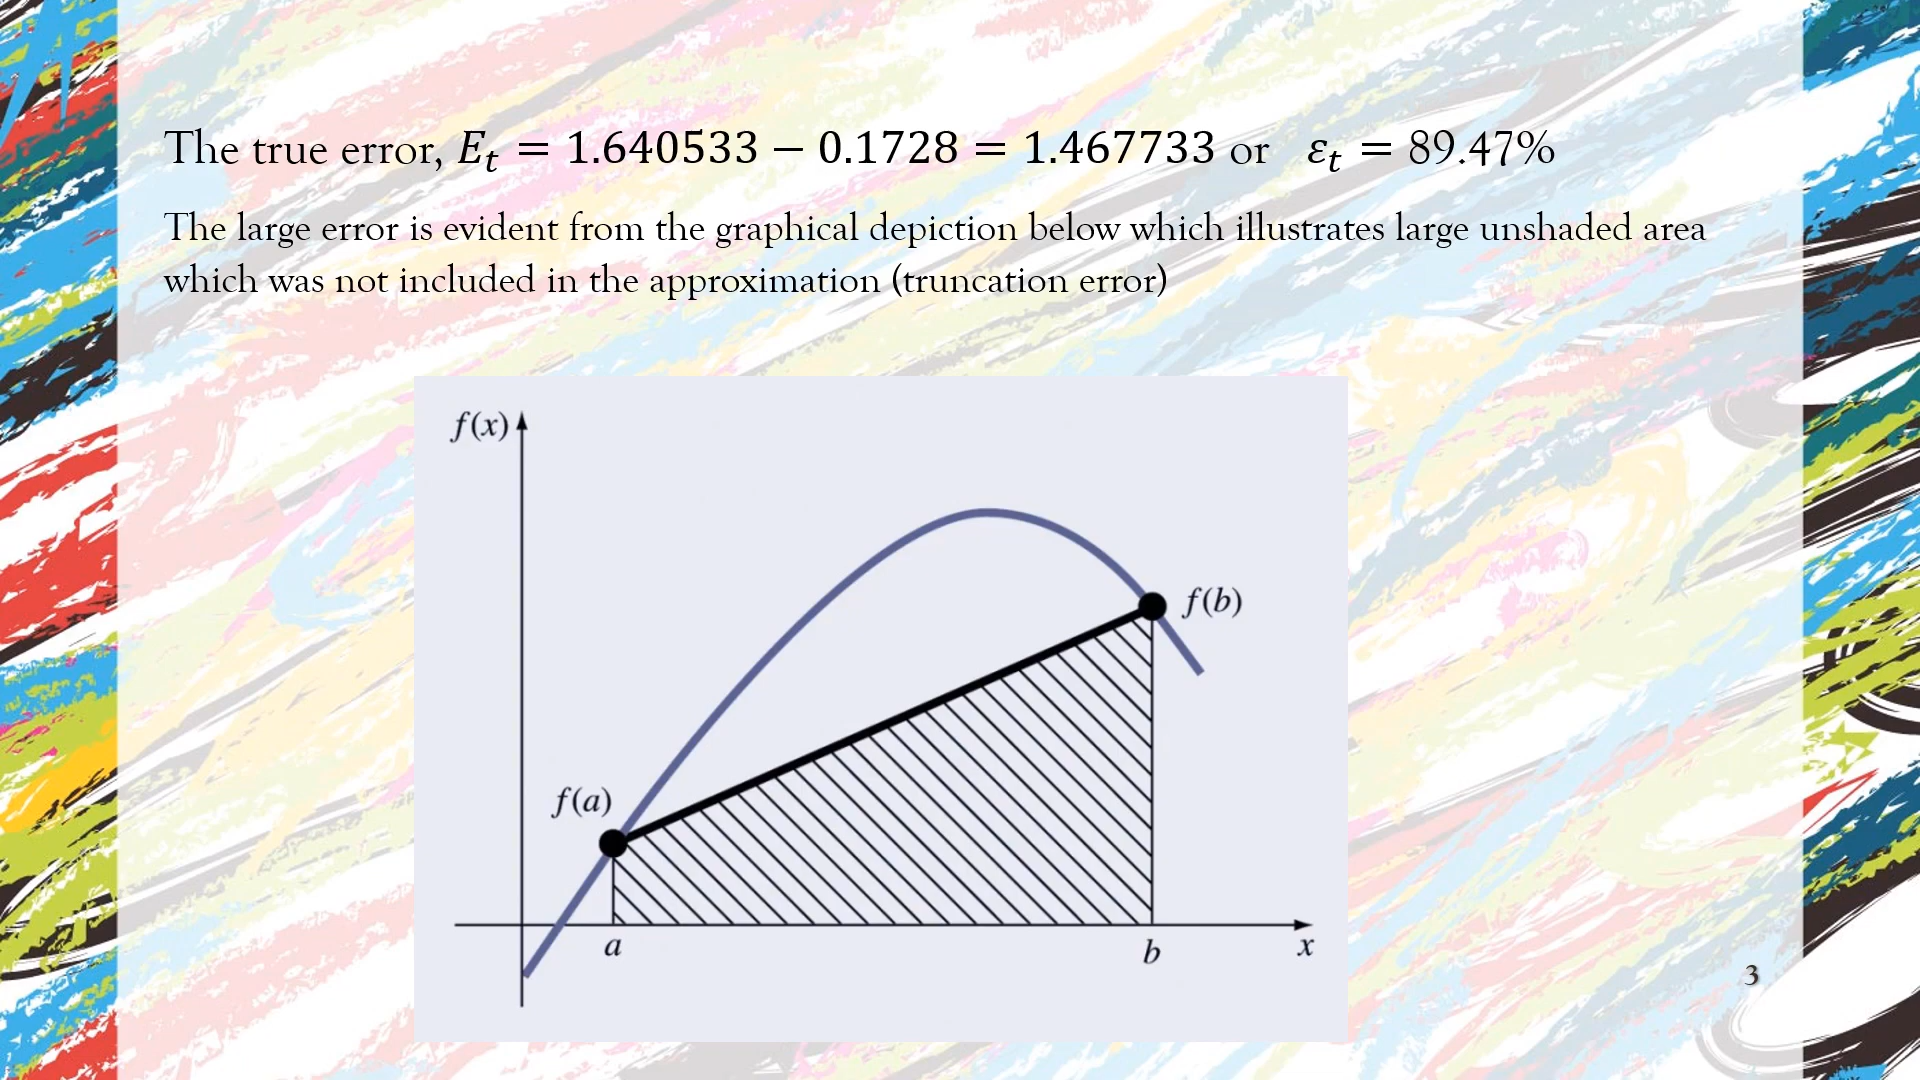 The true error, 𝐸ₜ = 1.640533 − 0.1728 = 1.467733 or 𝜀ₜ = 89.47%
The large error is evident from the graphical depiction below which illustrates large unshaded area
which was not included in the approximation (truncation error)
f(x)
f(b)
f(a)
a
b
x
3